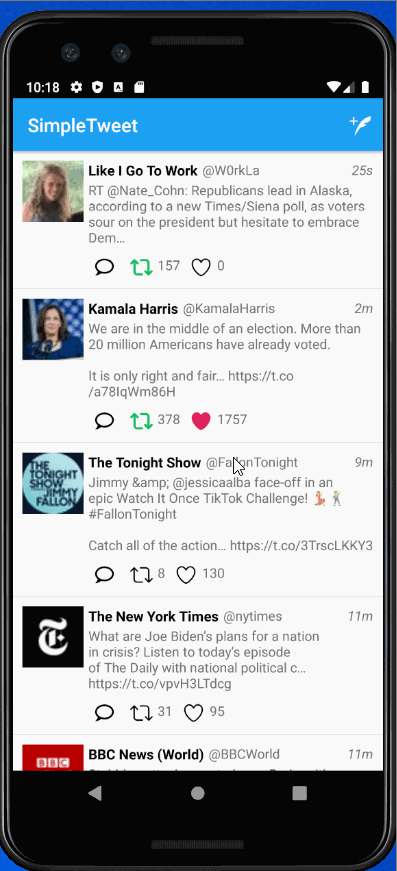 10:18
SimpleTweet
Like I Go To Work @W0rkLa 25s
RT @Nate_Cohn: Republicans lead in Alaska,
according to a new Times/Siena poll, as voters
sour on the president but hesitate to embrace
Dem…
157 0
Kamala Harris @KamalaHarris 2m
We are in the middle of an election. More than
20 million Americans have already voted.
It is only right and fair… https://t.co
/a78IqWm86H
378 1757
THE TONIGHT SHOW JIMMY FALLON
The Tonight Show @FallonTonight 9m
Jimmy &amp; @jessicaalba face-off in an
epic Watch It Once TikTok Challenge! 💃🕺
#FallonTonight
Catch all of the action… https://t.co/3TrscLKKY3
8 130
The New York Times @nytimes 11m
What are Joe Biden's plans for a nation
in crisis? Listen to today's episode
of The Daily with national political c…
https://t.co/vpvH3LTdcg
31 95
BBC
BBC News (World) @BBCWorld 11m